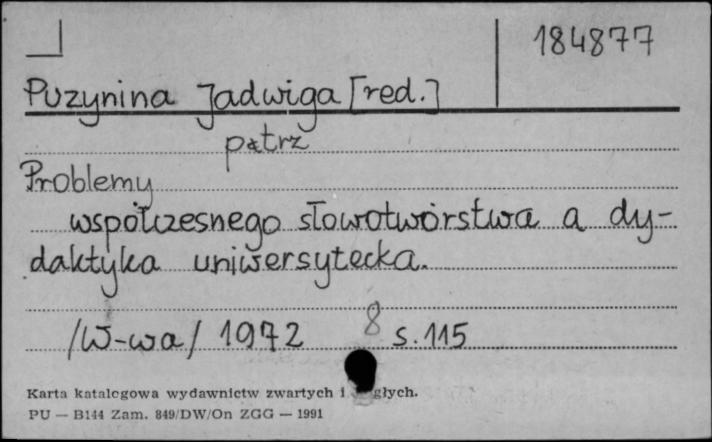 184877
Puzynina Jadwiga [red.]
patrz
Problemy
współczesnego słowotwórstwa a dy-
daktyka uniwersytecka.
/W-wa/ 1972 8 s. 115
Karta katalogowa wydawnictw zwartych i
PU — B144 Zam. 849/DW/On ZGG — 1991